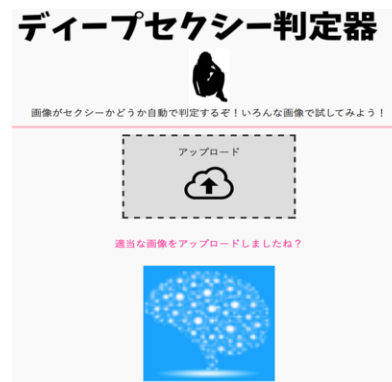 ディープセクシー判定器
画像がセクシーかどうか自動で判定するぞ！いろんな画像で試してみよう！
アップロード
適当な画像をアップロードしましたね？